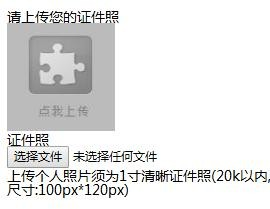 请上传您的证件照
点我上传
证件照
选择文件 未选择任何文件
上传个人照片须为1寸清晰证件照(20k以内,
尺寸:100px*120px)